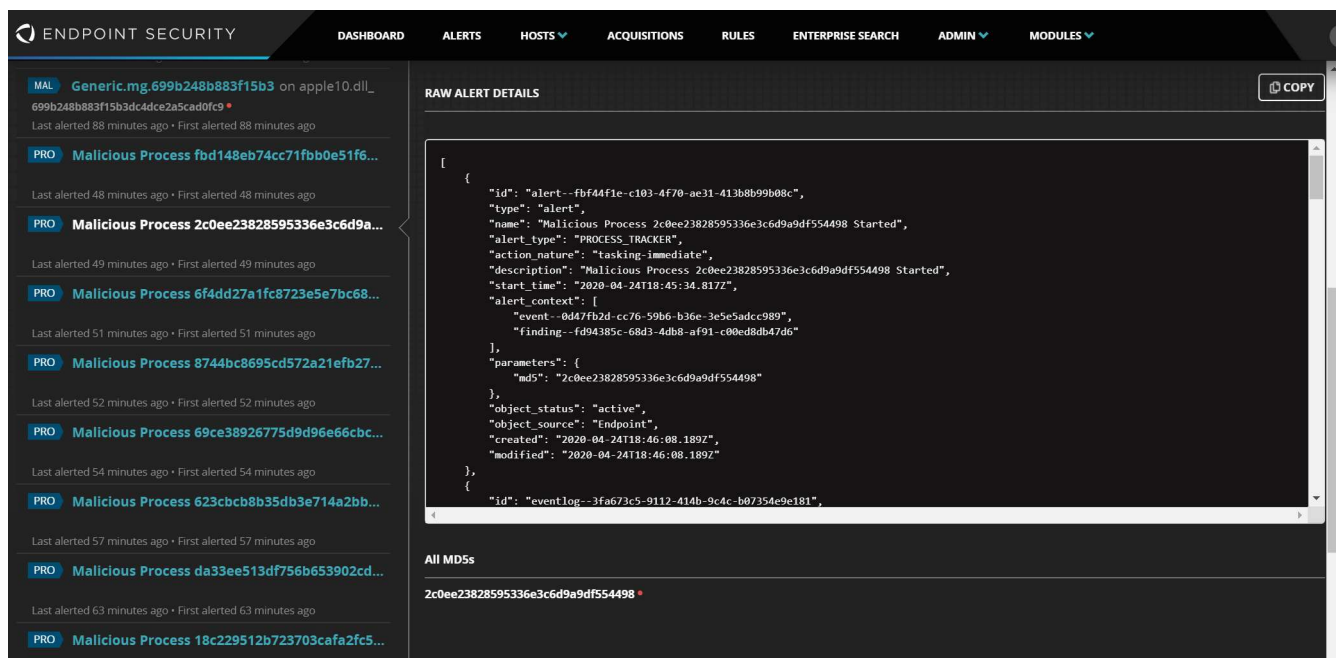 ENDPOINT SECURITY
DASHBOARD ALERTS HOSTS ACQUISITIONS RULES ENTERPRISE SEARCH ADMIN MODULES
MAL Generic.mg.699b248b883f15b3 on apple10.dll_
699b248b883f15b3dc4dce2a5cad0fc9
Last alerted 88 minutes ago • First alerted 88 minutes ago
PRO Malicious Process fbd148eb74cc71fbb0e51f6...
Last alerted 48 minutes ago • First alerted 48 minutes ago
PRO Malicious Process 2c0ee23828595336e3c6d9a...
Last alerted 49 minutes ago • First alerted 49 minutes ago
PRO Malicious Process 6f4dd27a1fc8723e5e7bc68...
Last alerted 51 minutes ago • First alerted 51 minutes ago
PRO Malicious Process 8744bc8695cd572a21efb27...
Last alerted 52 minutes ago • First alerted 52 minutes ago
PRO Malicious Process 69ce38926775d9d96e66cbc...
Last alerted 54 minutes ago • First alerted 54 minutes ago
PRO Malicious Process 623cbcb8b35db3e714a2bb...
Last alerted 57 minutes ago • First alerted 57 minutes ago
PRO Malicious Process da33ee513df756b653902cd...
Last alerted 63 minutes ago • First alerted 63 minutes ago
PRO Malicious Process 18c229512b723703cafa2fc5...
RAW ALERT DETAILS
COPY
[
{
"id": "alert--fbf44f1e-c103-4f70-ae31-413b8b99b08c",
"type": "alert",
"name": "Malicious Process 2c0ee23828595336e3c6d9a9df554498 Started",
"alert_type": "PROCESS_TRACKER",
"action_nature": "tasking-immediate",
"description": "Malicious Process 2c0ee23828595336e3c6d9a9df554498 Started",
"start_time": "2020-04-24T18:45:34.817Z",
"alert_context": [
"event--0d47fb2d-cc76-59b6-b36e-3e5e5adcc989",
"finding--fd94385c-68d3-4db8-af91-c00ed8db47d6"
],
"parameters": {
"md5": "2c0ee23828595336e3c6d9a9df554498"
},
"object_status": "active",
"object_source": "Endpoint",
"created": "2020-04-24T18:46:08.189Z",
"modified": "2020-04-24T18:46:08.189Z"
},
{
"id": "eventlog--3fa673c5-9112-414b-9c4c-b07354e9e181",
All MD5s
2c0ee23828595336e3c6d9a9df554498